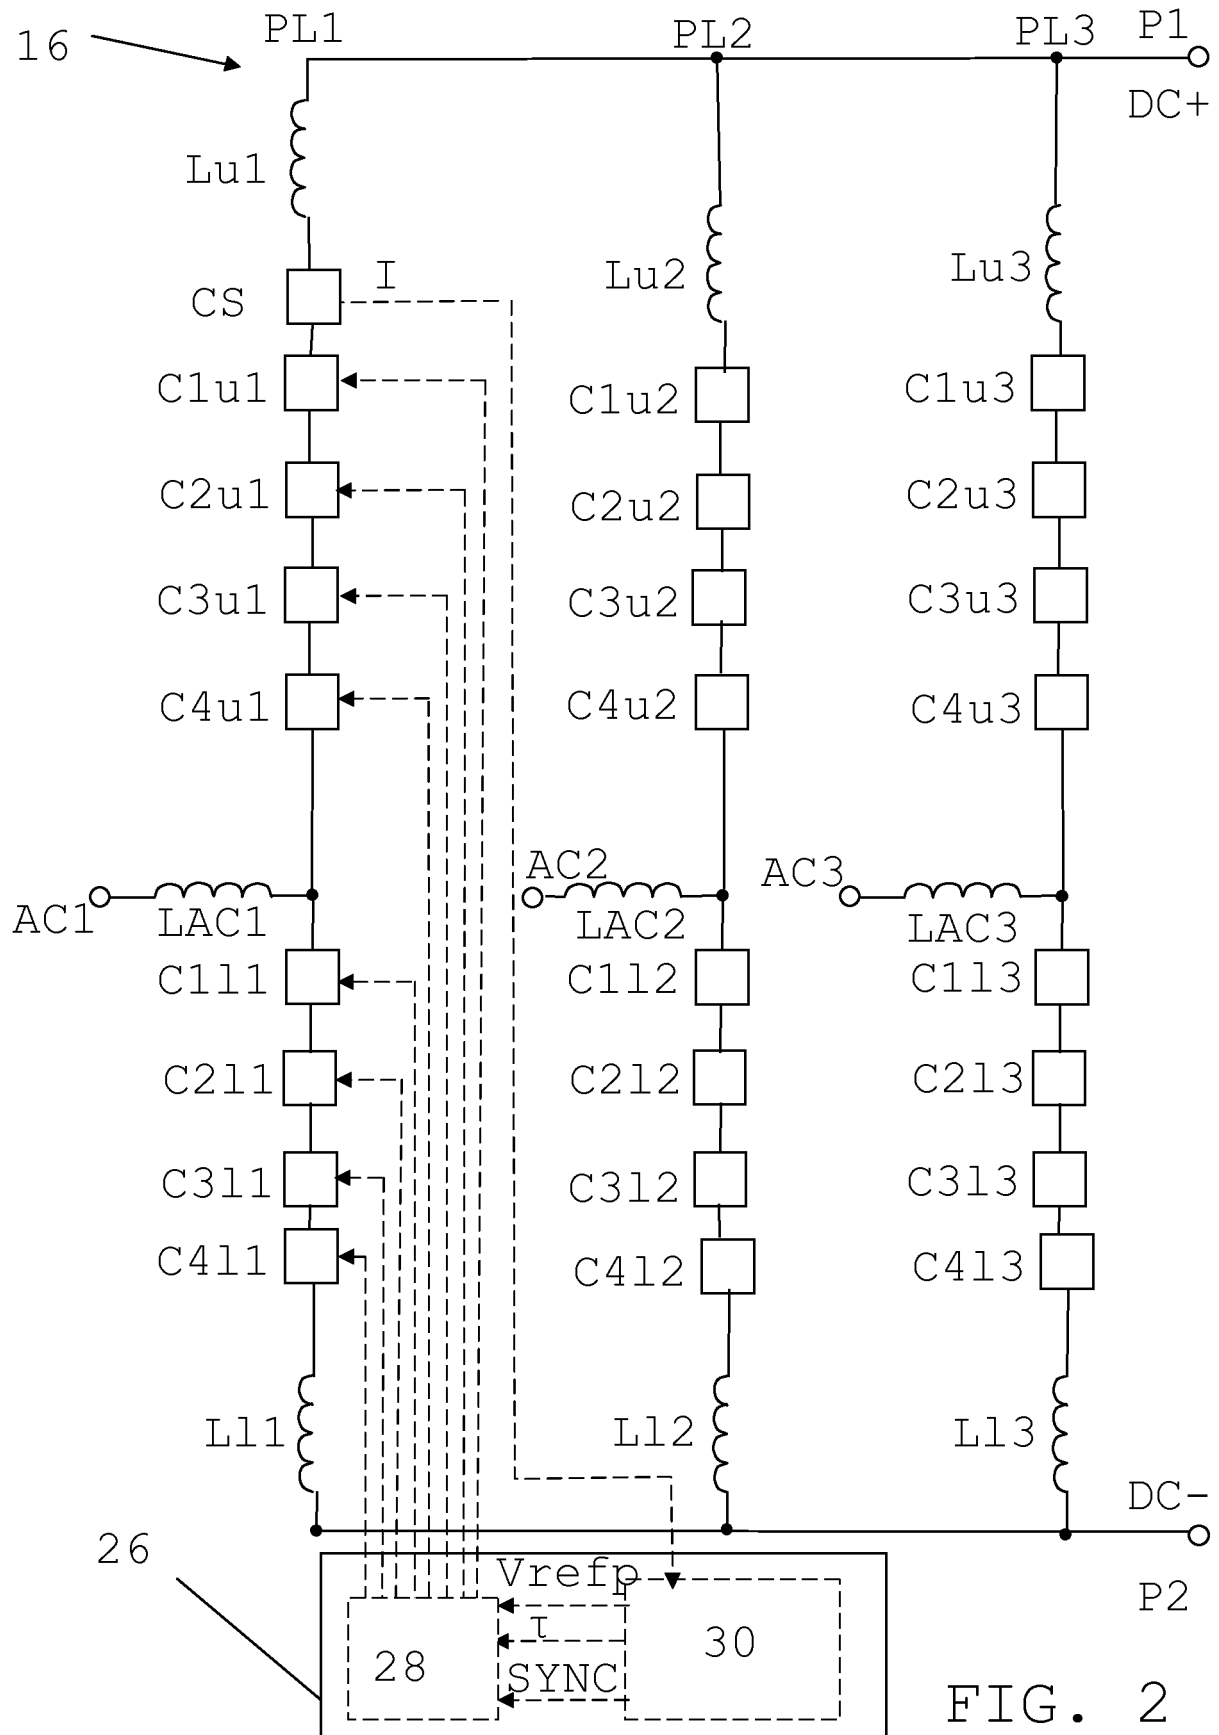 16
PL1
PL2
PL3
P1
DC+
Lu1
Lu2
Lu3
CS
I
C1u1
C1u2
C1u3
C2u1
C2u2
C2u3
C3u1
C3u2
C3u3
C4u1
C4u2
C4u3
AC1
LAC1
AC2
LAC2
AC3
LAC3
C1l1
C1l2
C1l3
C2l1
C2l2
C2l3
C3l1
C3l2
C3l3
C4l1
C4l2
C4l3
Ll1
Ll2
Ll3
DC-
26
Vrefp
τ
SYNC
28
30
P2
FIG. 2